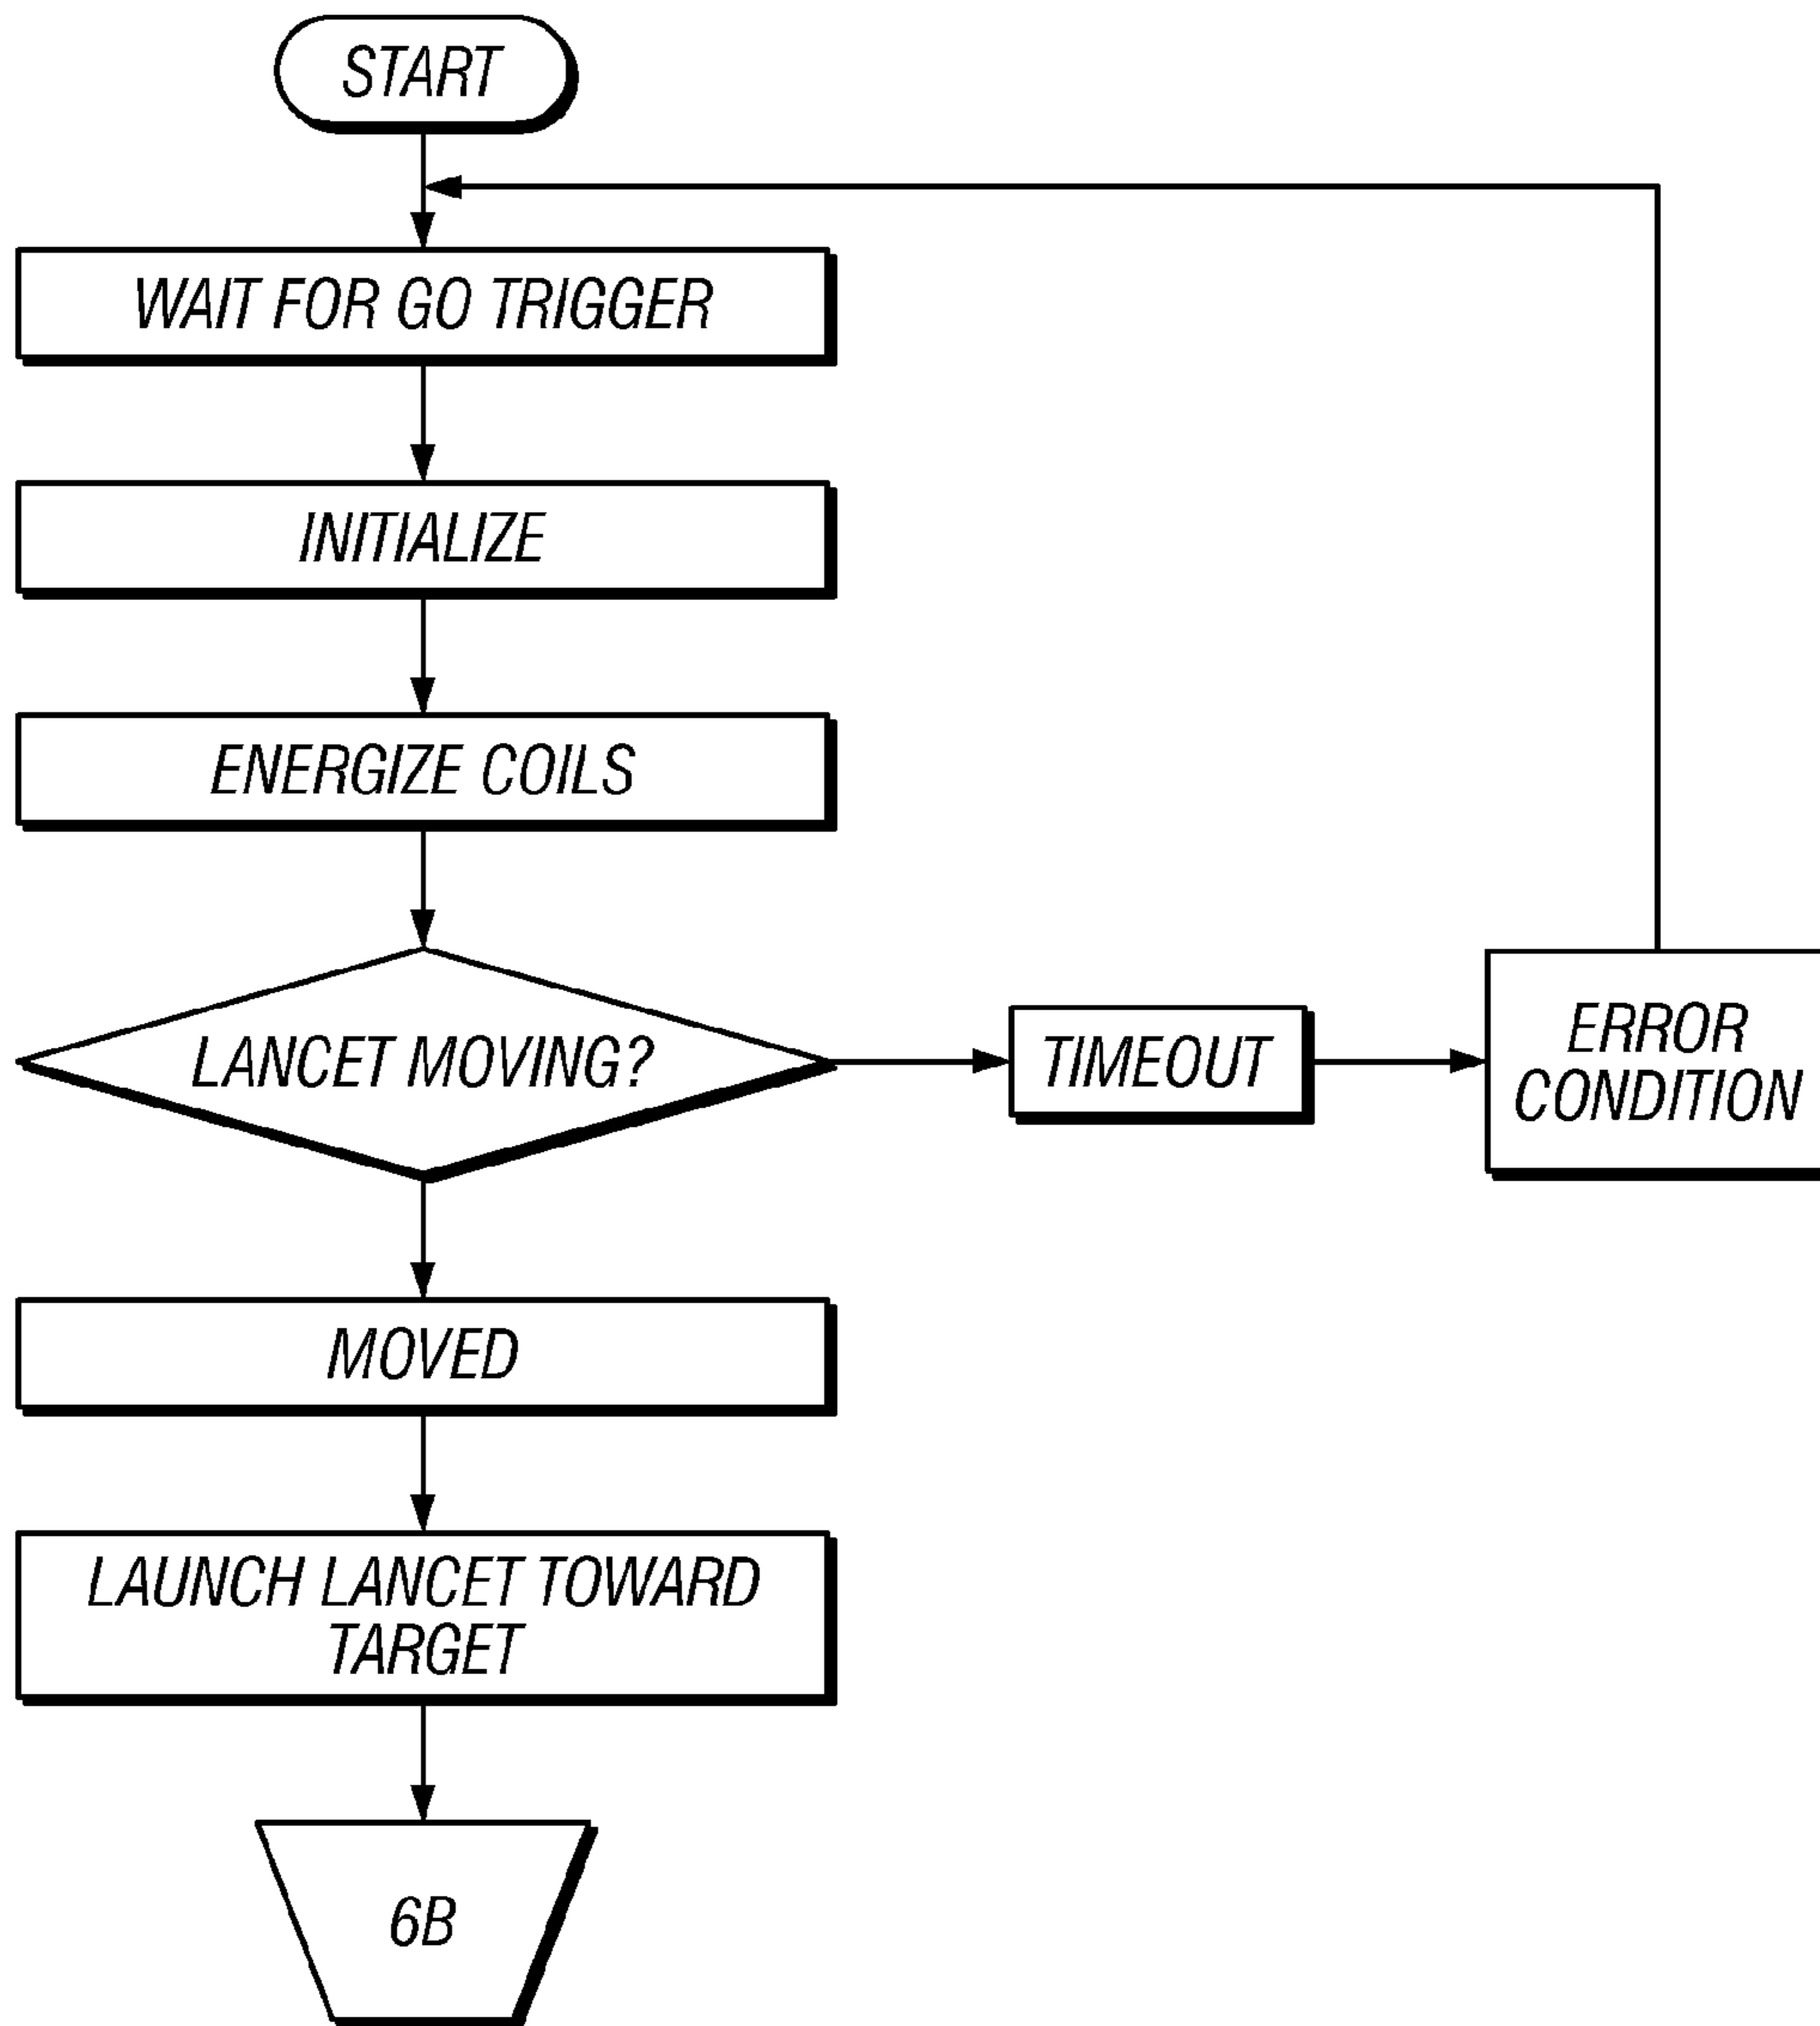 START
WAIT FOR GO TRIGGER
INITIALIZE
ENERGIZE COILS
LANCET MOVING?
TIMEOUT
ERROR
CONDITION
MOVED
LAUNCH LANCET TOWARD
TARGET
6B